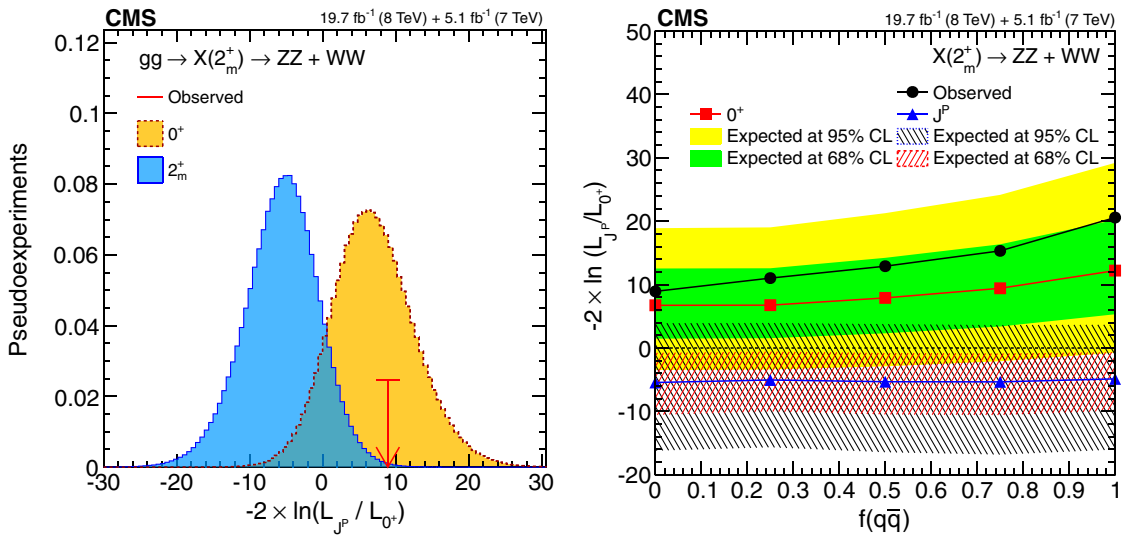 CMS 19.7 fb⁻¹ (8 TeV) + 5.1 fb⁻¹ (7 TeV)
gg → X(2⁺ₘ) → ZZ + WW
Observed
0⁺
2⁺ₘ
Pseudoexperiments
0.12
0.1
0.08
0.06
0.04
0.02
0
-30 -20 -10 0 10 20 30
-2 × ln(L_Jᴾ / L_0⁺)
CMS 19.7 fb⁻¹ (8 TeV) + 5.1 fb⁻¹ (7 TeV)
X(2⁺ₘ) → ZZ + WW
Observed
0⁺ Jᴾ
Expected at 95% CL Expected at 95% CL
Expected at 68% CL Expected at 68% CL
-2 × ln (L_Jᴾ/L_0⁺)
50
40
30
20
10
0
-10
-20
0 0.1 0.2 0.3 0.4 0.5 0.6 0.7 0.8 0.9 1
f(qq̅)